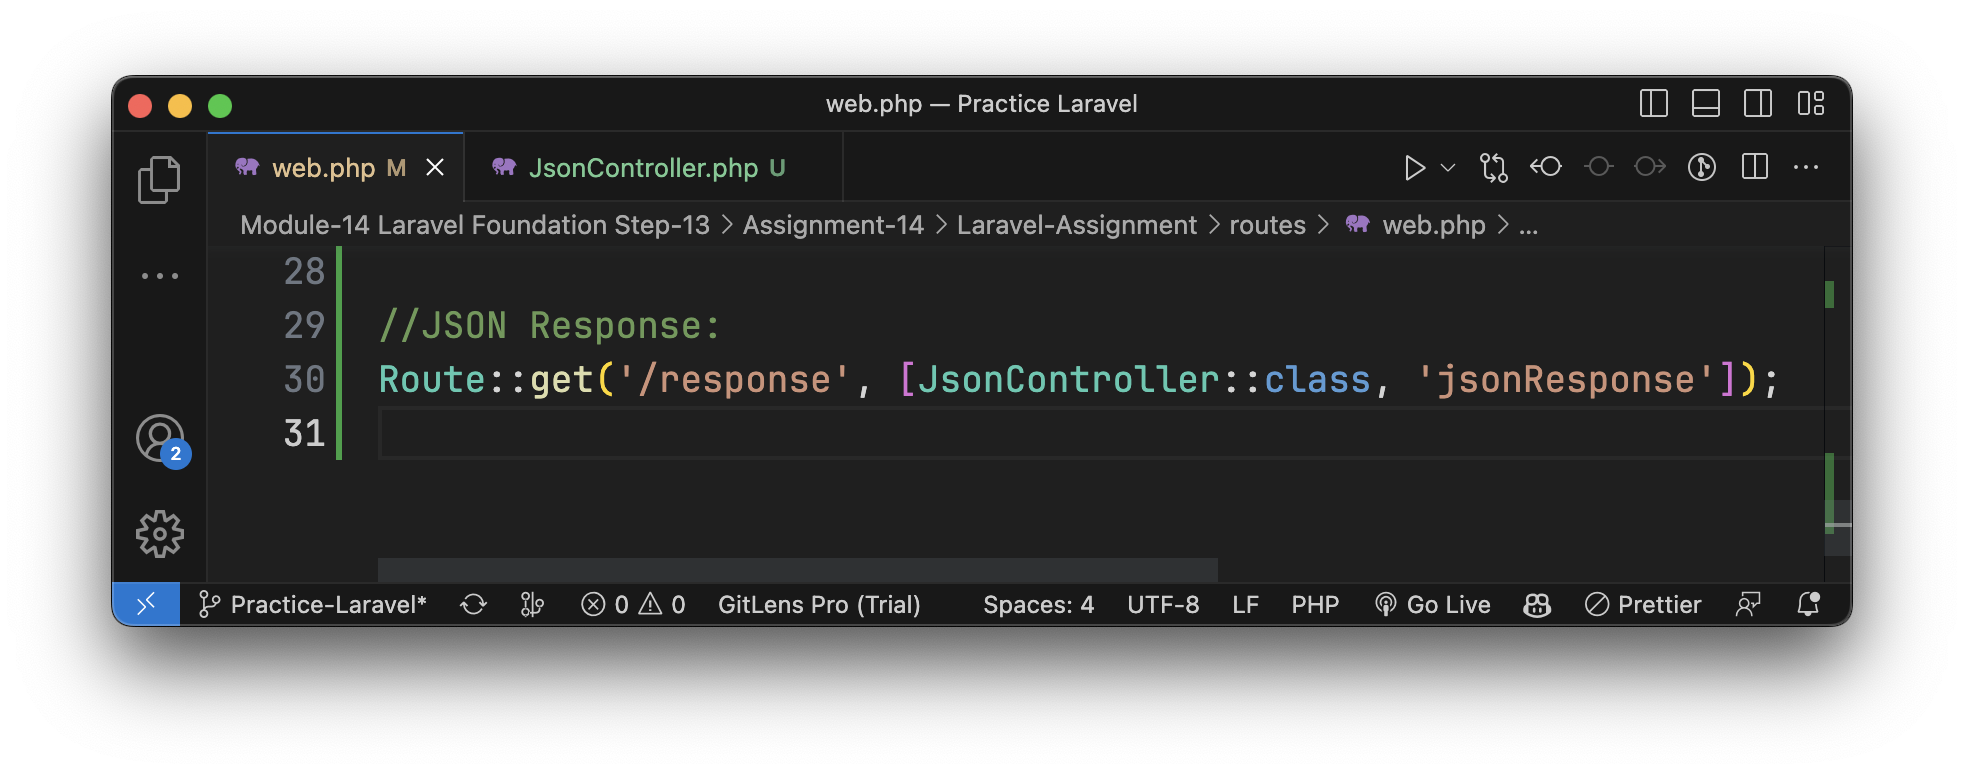 web.php — Practice Laravel
web.php M JsonController.php U
Module-14 Laravel Foundation Step-13 > Assignment-14 > Laravel-Assignment > routes > web.php > ...
28
29 //JSON Response:
30 Route::get('/response', [JsonController::class, 'jsonResponse']);
31
2
Practice-Laravel* 0 0 GitLens Pro (Trial) Spaces: 4 UTF-8 LF PHP Go Live Prettier